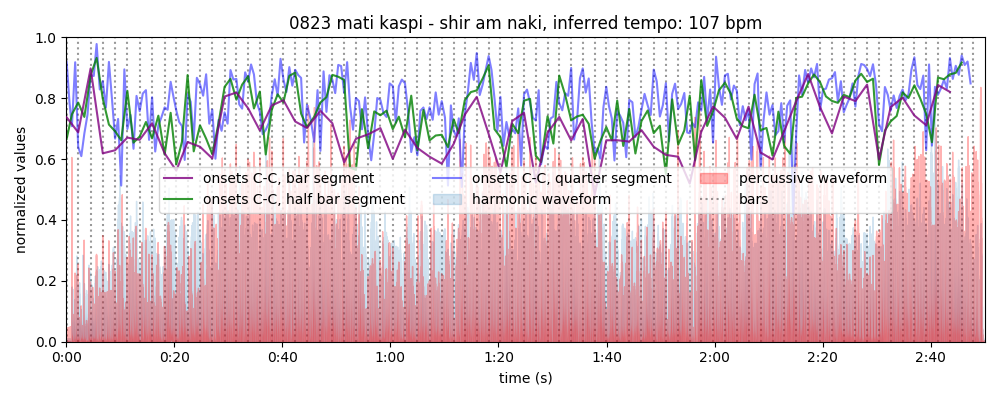 0823 mati kaspi - shir am naki, inferred tempo: 107 bpm
normalized values
1.0
0.8
0.6
0.4
0.2
0.0
onsets C-C, bar segment
onsets C-C, half bar segment
onsets C-C, quarter segment
harmonic waveform
percussive waveform
bars
0:00 0:20 0:40 1:00 1:20 1:40 2:00 2:20 2:40
time (s)